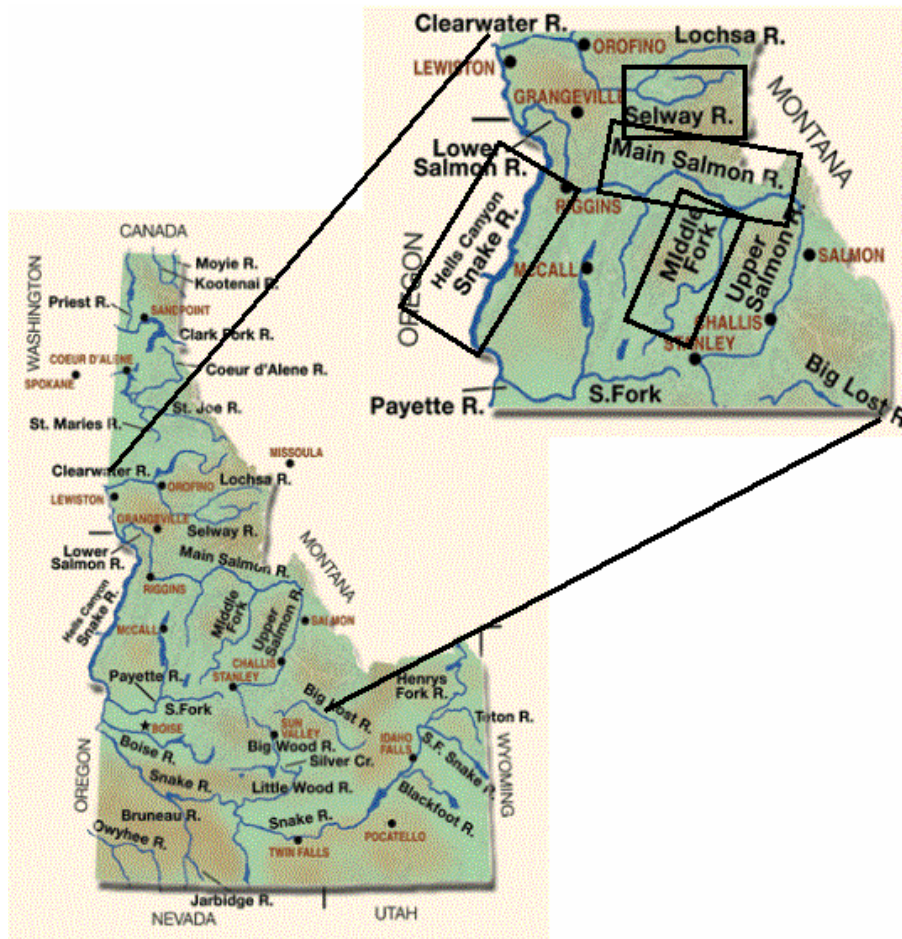 Clearwater R.
OROFINO
Lochsa R.
LEWISTON
GRANGEVILLE
Selway R.
MONTANA
Lower
Salmon R.
Main Salmon R.
RIGGINS
Hells Canyon
Snake R.
OREGON
McCALL
Middle
Fork
Upper
Salmon R.
SALMON
CHALLIS
STANLEY
Payette R.
S.Fork
Big Lost R.
CANADA
WASHINGTON
Moyie R.
Kootenai R.
Priest R.
SANDPOINT
Clark Fork R.
COEUR D'ALENE
SPOKANE
Coeur d'Alene R.
St. Joe R.
St. Maries R.
MISSOULA
Clearwater R.
LEWISTON
OROFINO
Lochsa R.
GRANGEVILLE
Selway R.
Lower
Salmon R.
Main Salmon R.
MONTANA
RIGGINS
Hells Canyon
Snake R.
McCALL
Middle
Fork
Upper
Salmon R.
SALMON
CHALLIS
STANLEY
Payette R.
S.Fork
Big Lost R.
Henrys
Fork R.
Teton R.
BOISE
Boise R.
SUN
VALLEY
Big Wood R.
Silver Cr.
IDAHO
FALLS
S.F. Snake R.
WYOMING
OREGON
Snake R.
Little Wood R.
Blackfoot R.
Bruneau R.
Snake R.
Owyhee R.
POCATELLO
TWIN FALLS
Jarbidge R.
NEVADA
UTAH